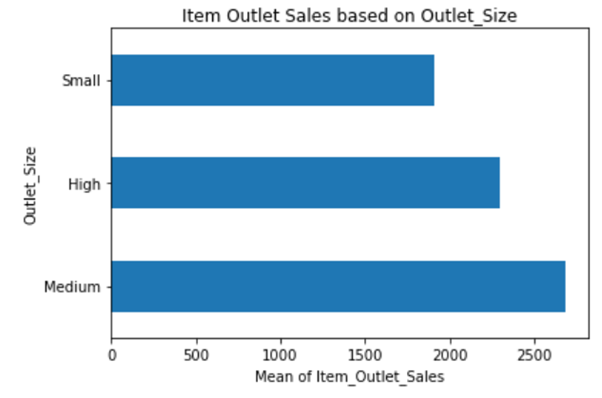 Item Outlet Sales based on Outlet_Size
Outlet_Size
Small
High
Medium
0 500 1000 1500 2000 2500
Mean of Item_Outlet_Sales